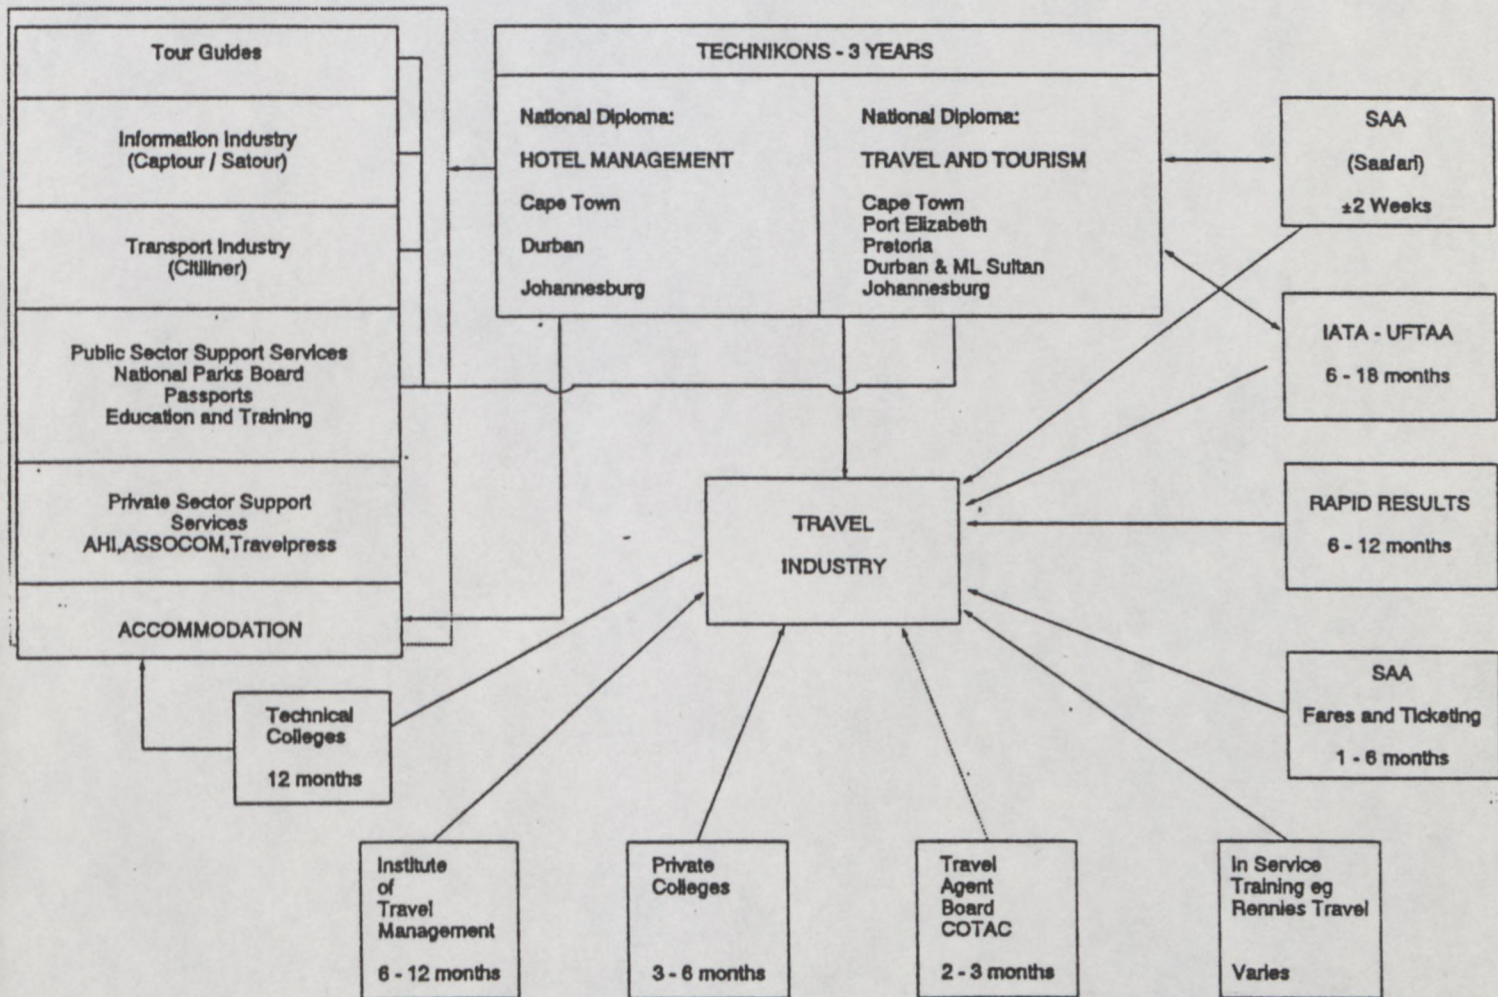 Tour Guides
Information Industry
(Captour / Satour)
Transport Industry
(Citiliner)
Public Sector Support Services
National Parks Board
Passports
Education and Training
Private Sector Support
Services
AHI,ASSOCOM,Travelpress
ACCOMMODATION
TECHNIKONS - 3 YEARS
National Diploma:
HOTEL MANAGEMENT
Cape Town
Durban
Johannesburg
National Diploma:
TRAVEL AND TOURISM
Cape Town
Port Elizabeth
Pretoria
Durban & ML Sultan
Johannesburg
SAA
(Saafari)
±2 Weeks
IATA - UFTAA
6 - 18 months
RAPID RESULTS
6 - 12 months
SAA
Fares and Ticketing
1 - 6 months
TRAVEL
INDUSTRY
Technical
Colleges
12 months
Institute
of
Travel
Management
6 - 12 months
Private
Colleges
3 - 6 months
Travel
Agent
Board
COTAC
2 - 3 months
In Service
Training eg
Rennies Travel
Varies